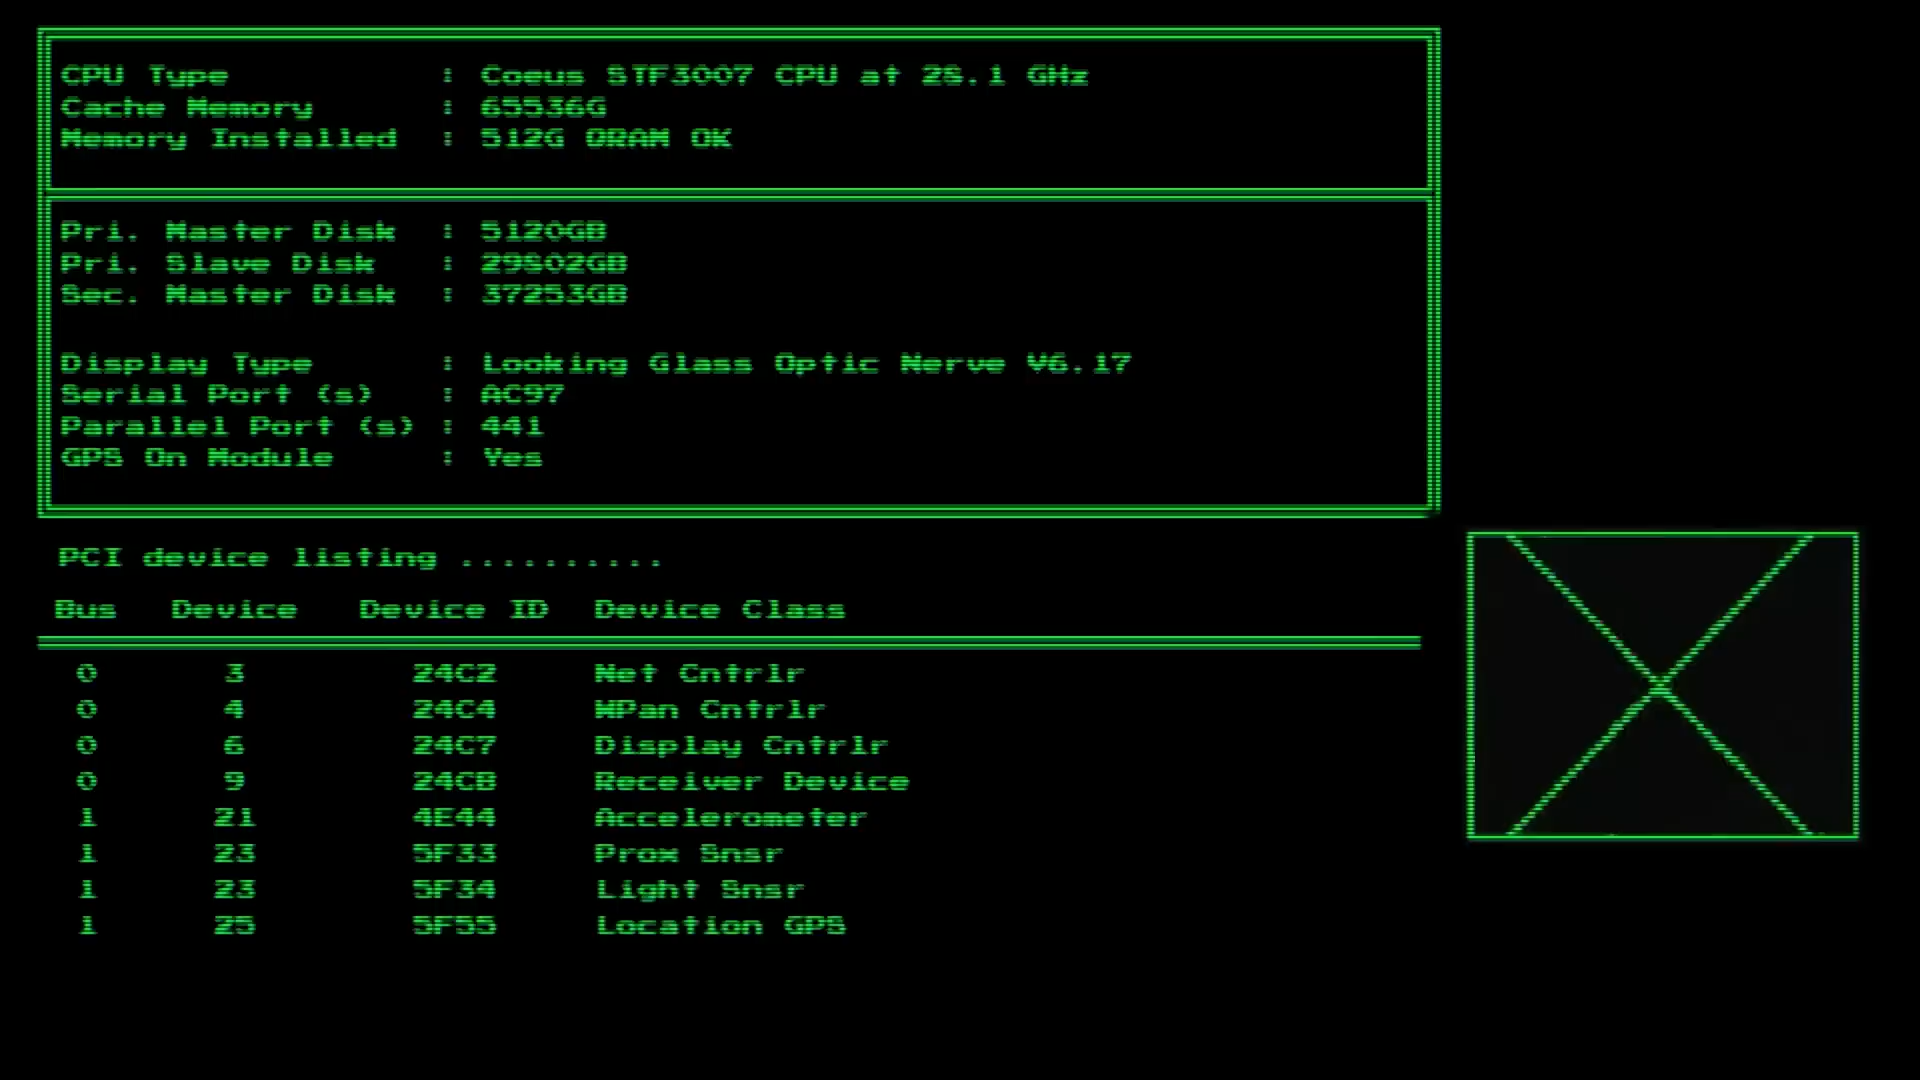 CPU Type : Coeus STF3007 CPU at 28.1 GHz
Cache Memory : 65536G
Memory Installed : 512G QRAM OK
Pri. Master Disk : 5120GB
Pri. Slave Disk : 29802GB
Sec. Master Disk : 37253GB
Display Type : Looking Glass Optic Nerve V6.17
Serial Port (s) : AC97
Parallel Port (s) : 441
GPS On Module : Yes
PCI device listing ..........
Bus Device Device ID Device Class
0 3 24C2 Net Cntrlr
0 4 24C4 WPan Cntrlr
0 6 24C7 Display Cntrlr
0 9 24CB Receiver Device
1 21 4E44 Accelerometer
1 23 5F33 Prox Snsr
1 23 5F34 Light Snsr
1 25 5F55 Location GPS